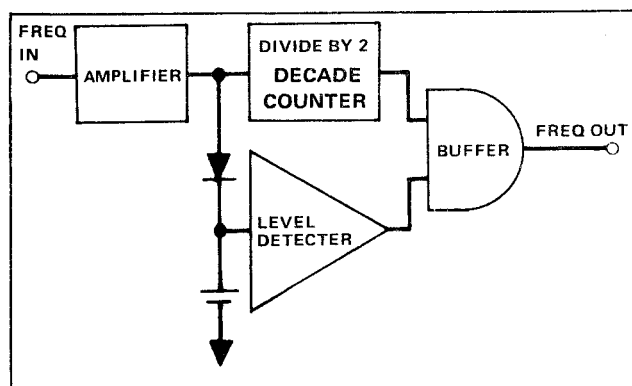 FREQ
IN
AMPLIFIER
DIVIDE BY 2
DECADE
COUNTER
BUFFER
FREQ OUT
LEVEL
DETECTER